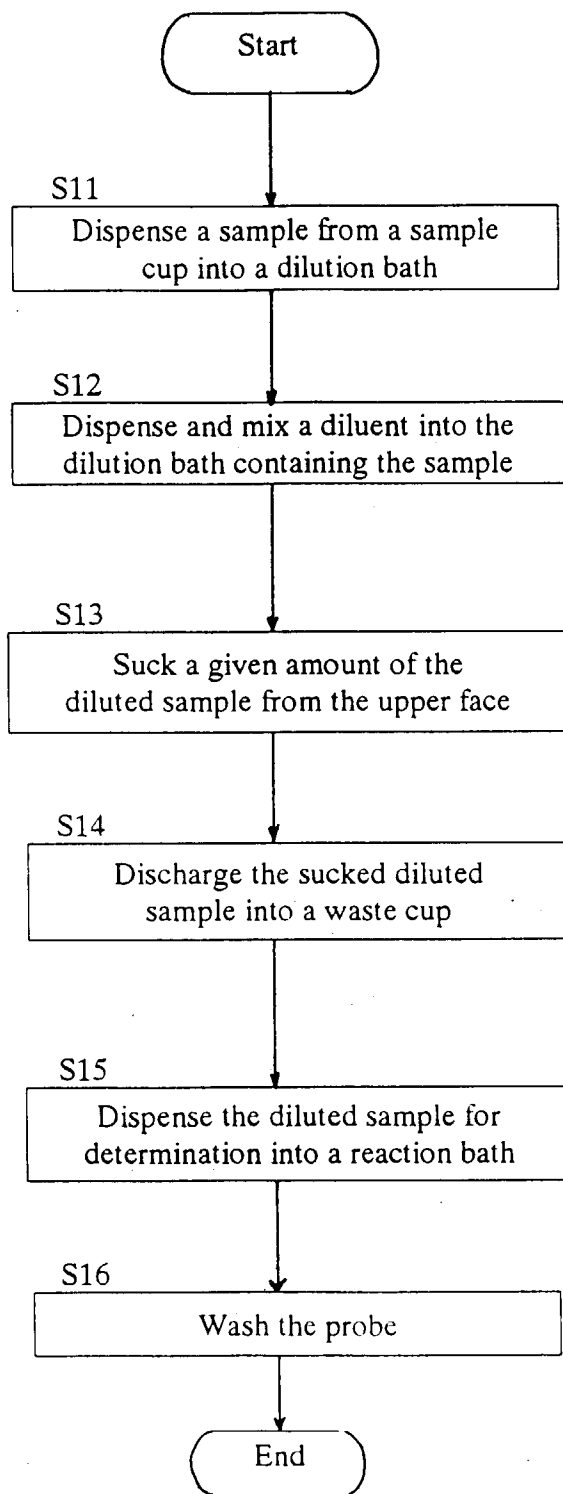 Start
S11
Dispense a sample from a sample
cup into a dilution bath
S12
Dispense and mix a diluent into the
dilution bath containing the sample
S13
Suck a given amount of the
diluted sample from the upper face
S14
Discharge the sucked diluted
sample into a waste cup
S15
Dispense the diluted sample for
determination into a reaction bath
S16
Wash the probe
End